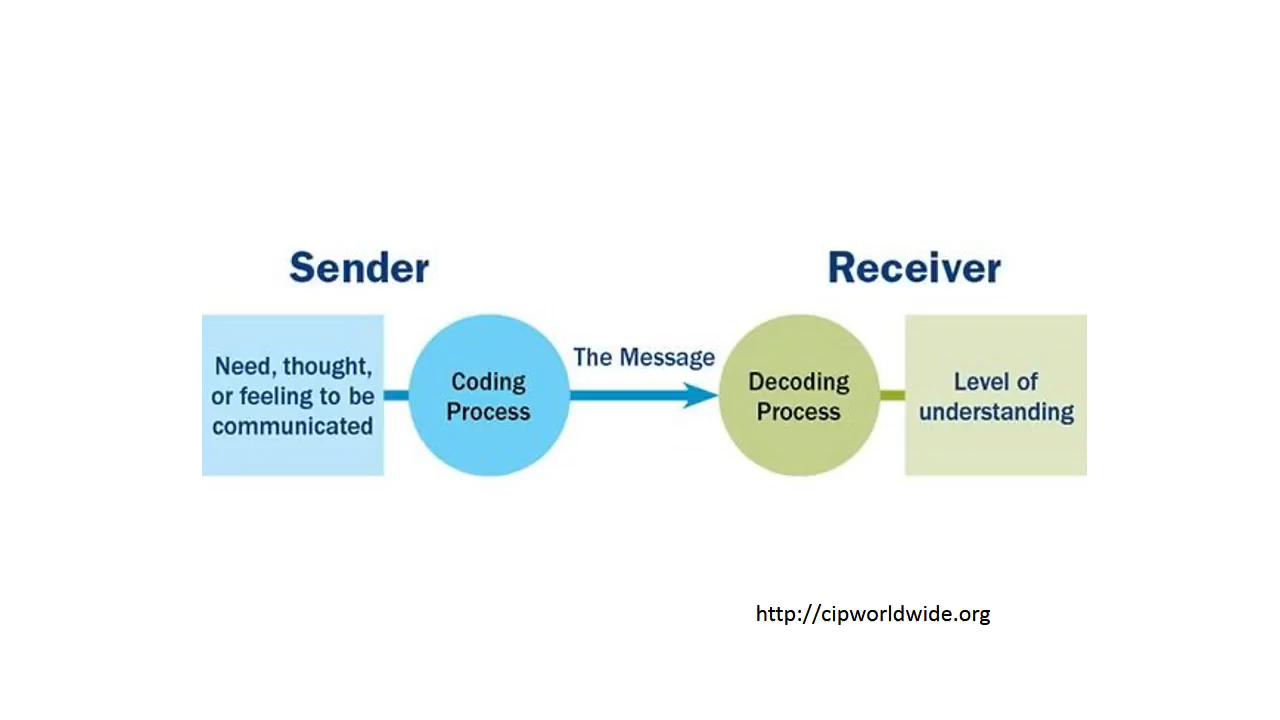 Sender
Receiver
Need, thought,
or feeling to be
communicated
Coding
Process
The Message
Decoding
Process
Level of
understanding
http://cipworldwide.org